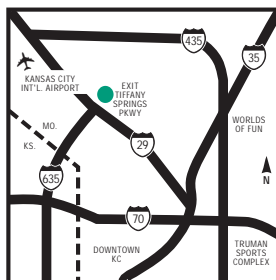 435
35
KANSAS CITY
INT'L. AIRPORT
EXIT
TIFFANY
SPRINGS
PKWY
WORLDS
OF FUN
MO.
KS.
29
635
N
70
DOWNTOWN
KC
TRUMAN
SPORTS
COMPLEX